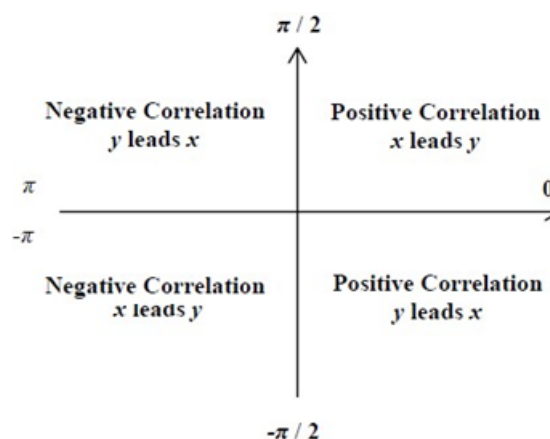 π / 2
Negative Correlation
y leads x
Positive Correlation
x leads y
π
0
-π
Negative Correlation
x leads y
Positive Correlation
y leads x
-π / 2